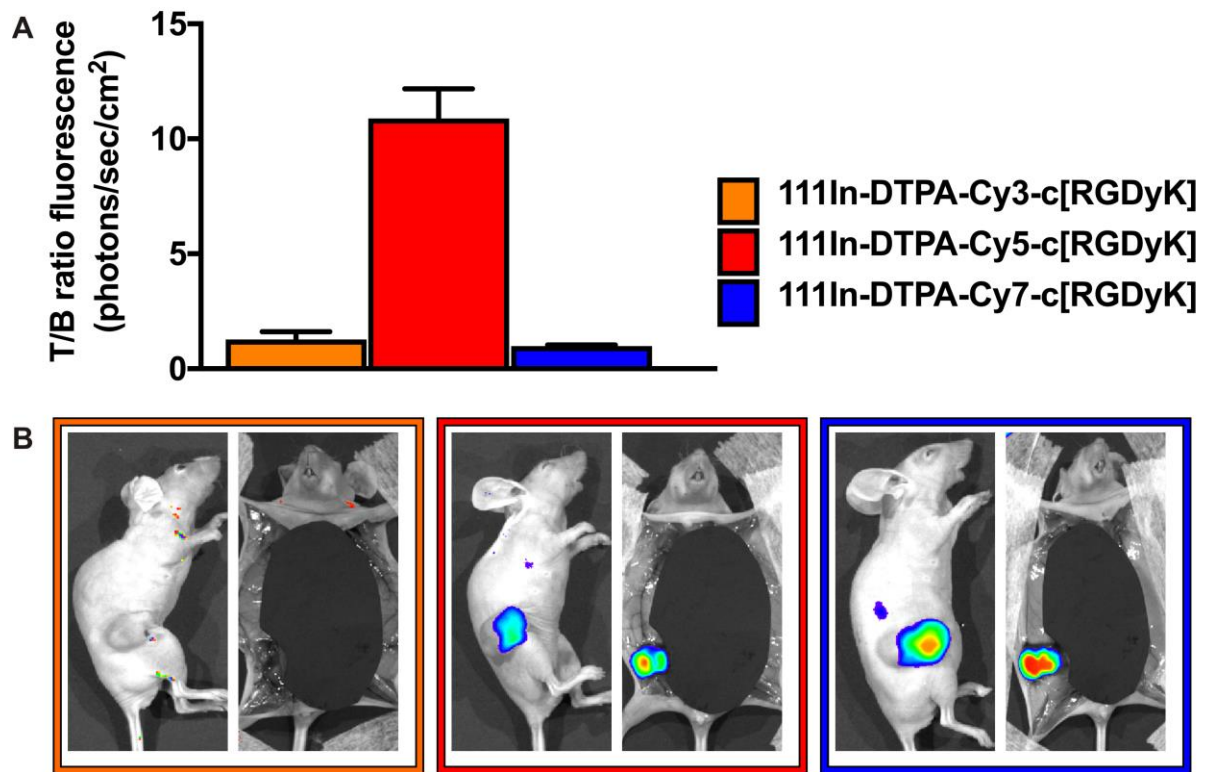 A
T/B ratio fluorescence
(photons/sec/cm²)
15
10
5
0
111In-DTPA-Cy3-c[RGDyK]
111In-DTPA-Cy5-c[RGDyK]
111In-DTPA-Cy7-c[RGDyK]
B